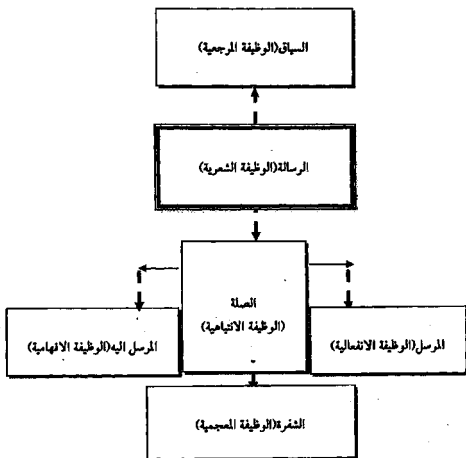 السياق(الوظيفة المرجعية)
الرسالة(الوظيفة الشعرية)
الصلة
(الوظيفة الانتباهية)
المرسل(الوظيفة الانفعالية)
المرسل اليه(الوظيفة الافهامية)
الشفرة(الوظيفة المعجمية)